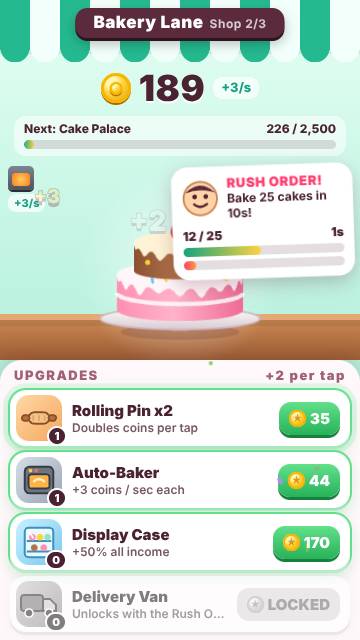 Bakery Lane Shop 2/3
189 +3/s
Next: Cake Palace 226 / 2,500
+3/s +3
+2
RUSH ORDER!
Bake 25 cakes in
10s!
12 / 25 1s
UPGRADES +2 per tap
Rolling Pin x2
Doubles coins per tap
1
35
Auto-Baker
+3 coins / sec each
1
44
Display Case
+50% all income
0
170
Delivery Van
Unlocks with the Rush O...
0
LOCKED